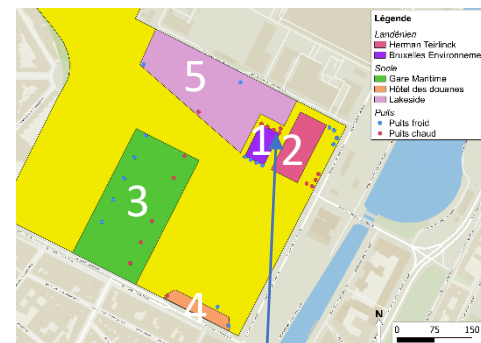 Légende
Landénien
Herman Teirlinck
Bruxelles Environneme
Socle
Gare Maritime
Hôtel des douanes
Lakeside
Puits
Puits froid
Puits chaud
5
1
2
3
4
N
0 75 150